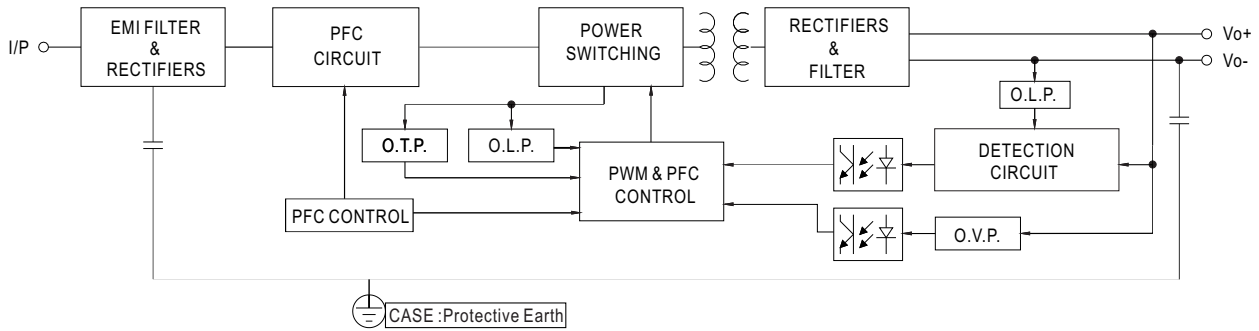 I/P
EMI FILTER
&
RECTIFIERS
PFC
CIRCUIT
POWER
SWITCHING
RECTIFIERS
&
FILTER
Vo+
Vo-
O.L.P.
O.T.P.
O.L.P.
PWM & PFC
CONTROL
DETECTION
CIRCUIT
PFC CONTROL
O.V.P.
CASE :Protective Earth